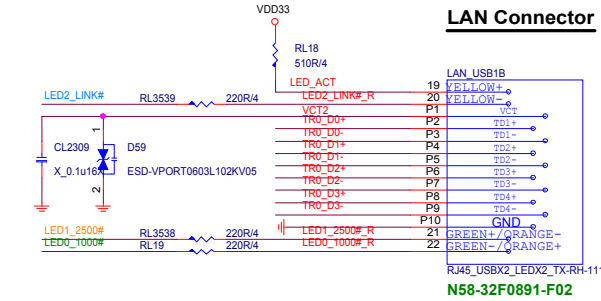 VDD33
LAN Connector
RL18
510R/4
LED_ACT
LAN_USB1B
LED2_LINK#
RL3539
220R/4
LED2_LINK#_R
19 YELLOW+
20 YELLOW-
VCT2 P1 VCT
TR0_D0+ P2 TD1+
TR0_D0- P3 TD1-
TR0_D1+ P4 TD2+
TR0_D1- P5 TD2-
TR0_D2+ P6 TD3+
TR0_D2- P7 TD3-
TR0_D3+ P8 TD4+
TR0_D3- P9 TD4-
P10 GND
1
CL2309
D59
X_0.1u16
ESD-VPORT0603L102KV05
2
LED1_2500# RL3538 220R/4 LED1_2500#_R 21 GREEN+/ORANGE-
LED0_1000# RL19 220R/4 LED0_1000#_R 22 GREEN-/ORANGE+
RJ45_USBX2_LEDX2_TX-RH-111
N58-32F0891-F02